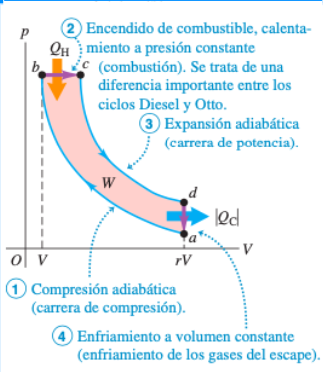 p
2 Encendido de combustible, calenta-
miento a presión constante
(combustión). Se trata de una
diferencia importante entre los
ciclos Diesel y Otto.
Q_H
b
c
3 Expansión adiabática
(carrera de potencia).
W
d
|Q_C|
a
O
V
rV
V
1 Compresión adiabática
(carrera de compresión).
4 Enfriamiento a volumen constante
(enfriamiento de los gases del escape).